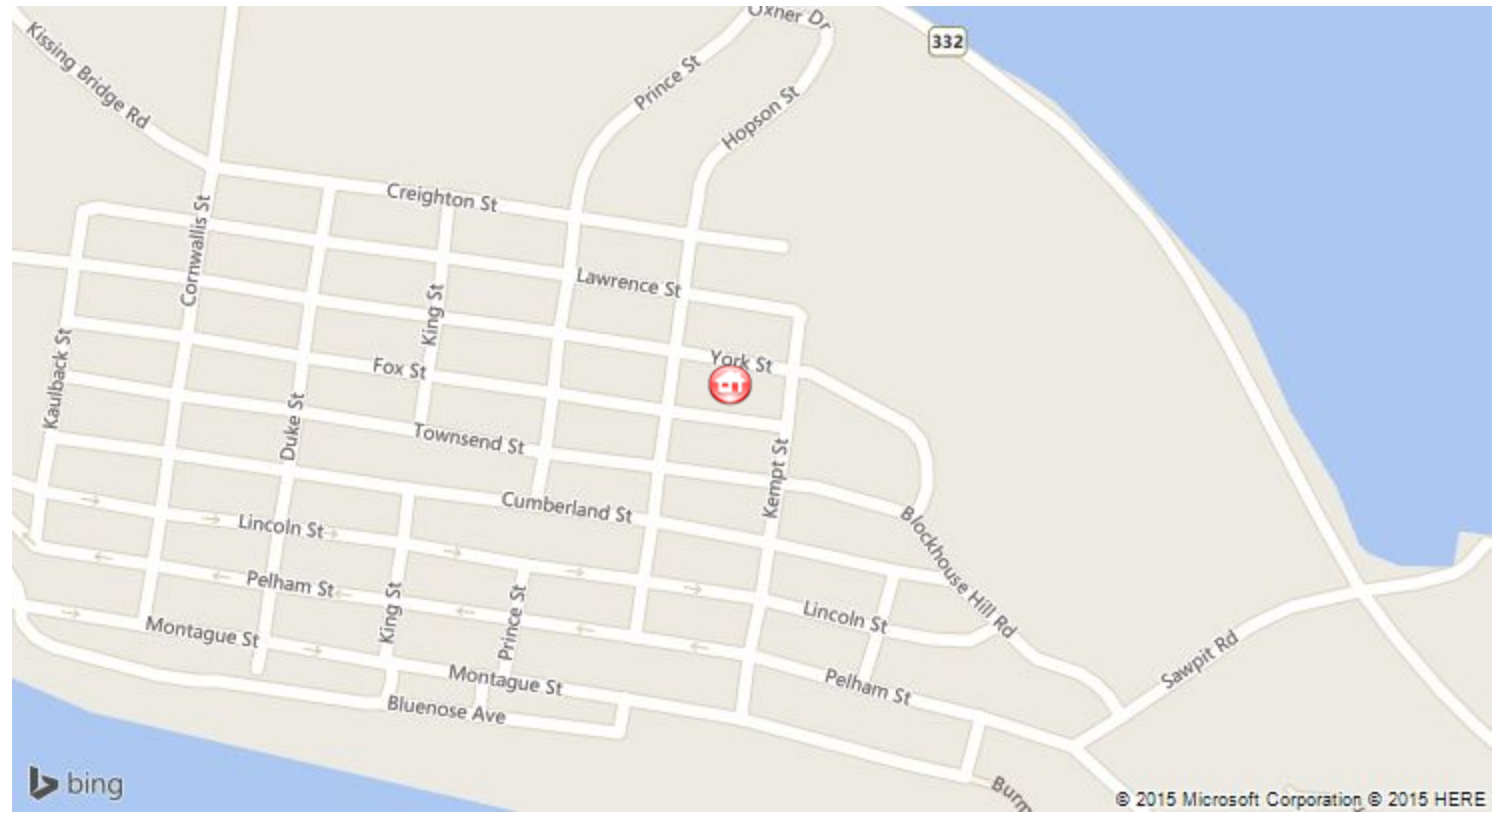 Oxner Dr
332
Kissing Bridge Rd
Prince St
Hopson St
Creighton St
Cornwallis St
Lawrence St
King St
York St
Fox St
Kaulback St
Duke St
Townsend St
Kempt St
Cumberland St
Lincoln St
Blockhouse Hill Rd
Pelham St
King St
Prince St
Lincoln St
Montague St
Sawpit Rd
Montague St
Pelham St
Bluenose Ave
bing
© 2015 Microsoft Corporation © 2015 HERE